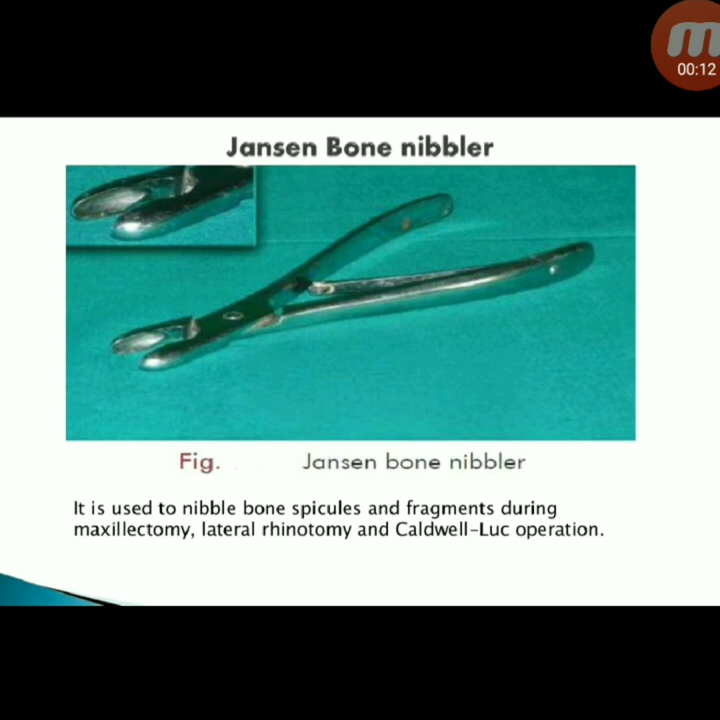 m
00:12
Jansen Bone nibbler
Fig. Jansen bone nibbler
It is used to nibble bone spicules and fragments during
maxillectomy, lateral rhinotomy and Caldwell-Luc operation.